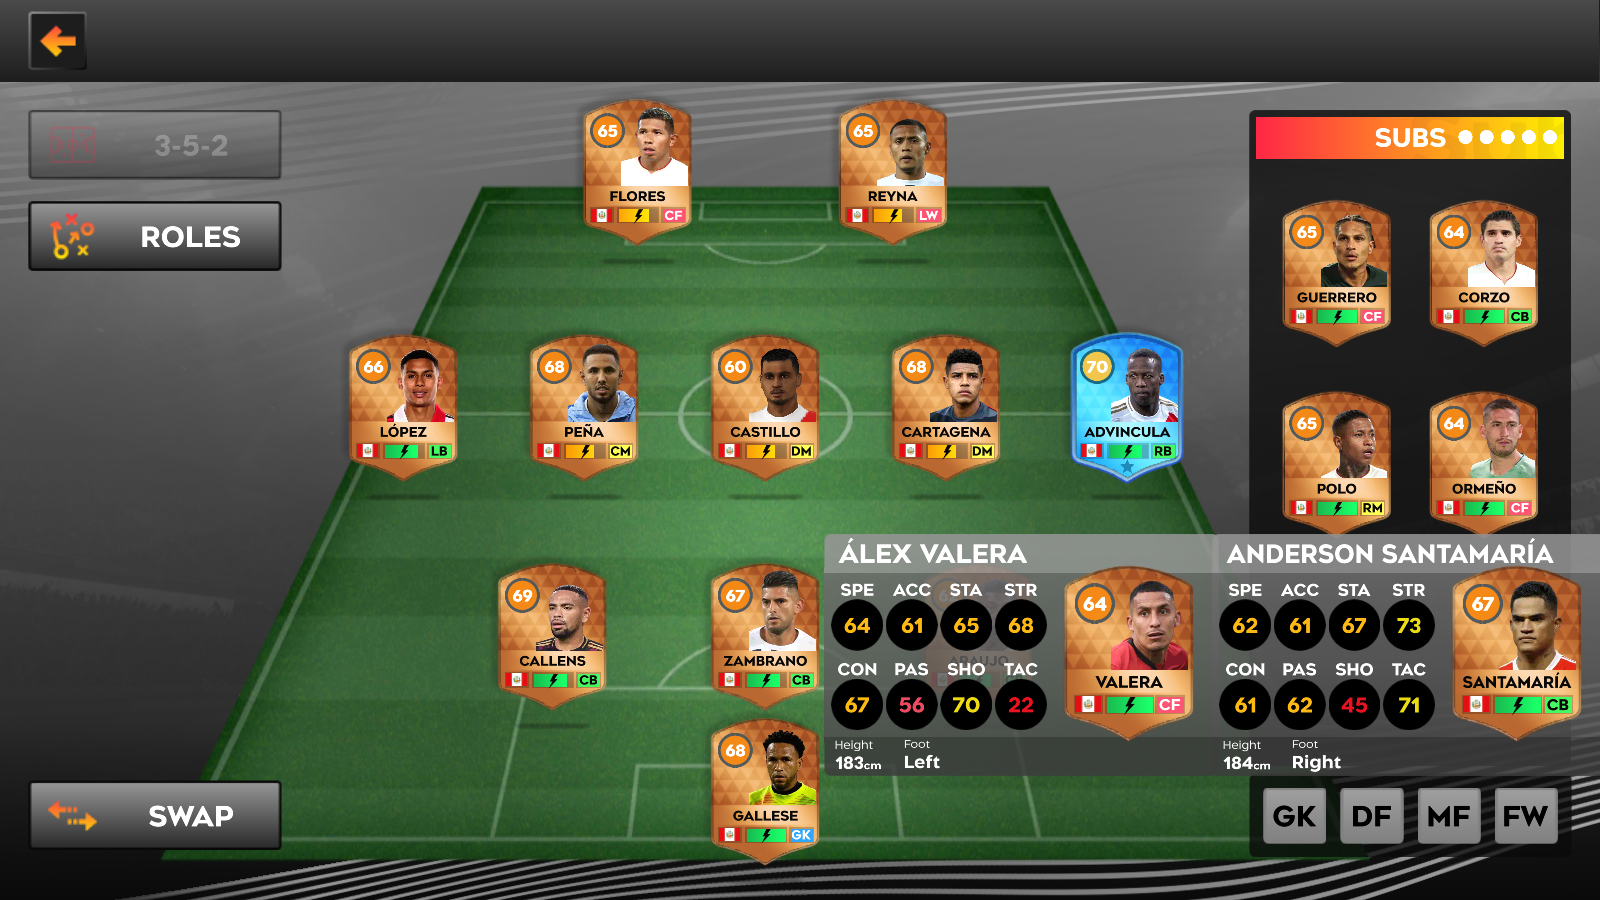 3-5-2
ROLES
65
FLORES
CF
65
REYNA
LW
SUBS
65
GUERRERO
CF
64
CORZO
CB
66
LÓPEZ
LB
68
PEÑA
CM
60
CASTILLO
DM
68
CARTAGENA
DM
70
ADVINCULA
RB
65
POLO
RM
64
ORMEÑO
CF
69
CALLENS
CB
67
ZAMBRANO
CB
ARAUJO
68
GALLESE
GK
ÁLEX VALERA
SPE ACC STA STR
64 61 65 68
CON PAS SHO TAC
67 56 70 22
Height Foot
183cm Left
64
VALERA
CF
ANDERSON SANTAMARÍA
SPE ACC STA STR
62 61 67 73
CON PAS SHO TAC
61 62 45 71
Height Foot
184cm Right
67
SANTAMARÍA
CB
SWAP
GK DF MF FW